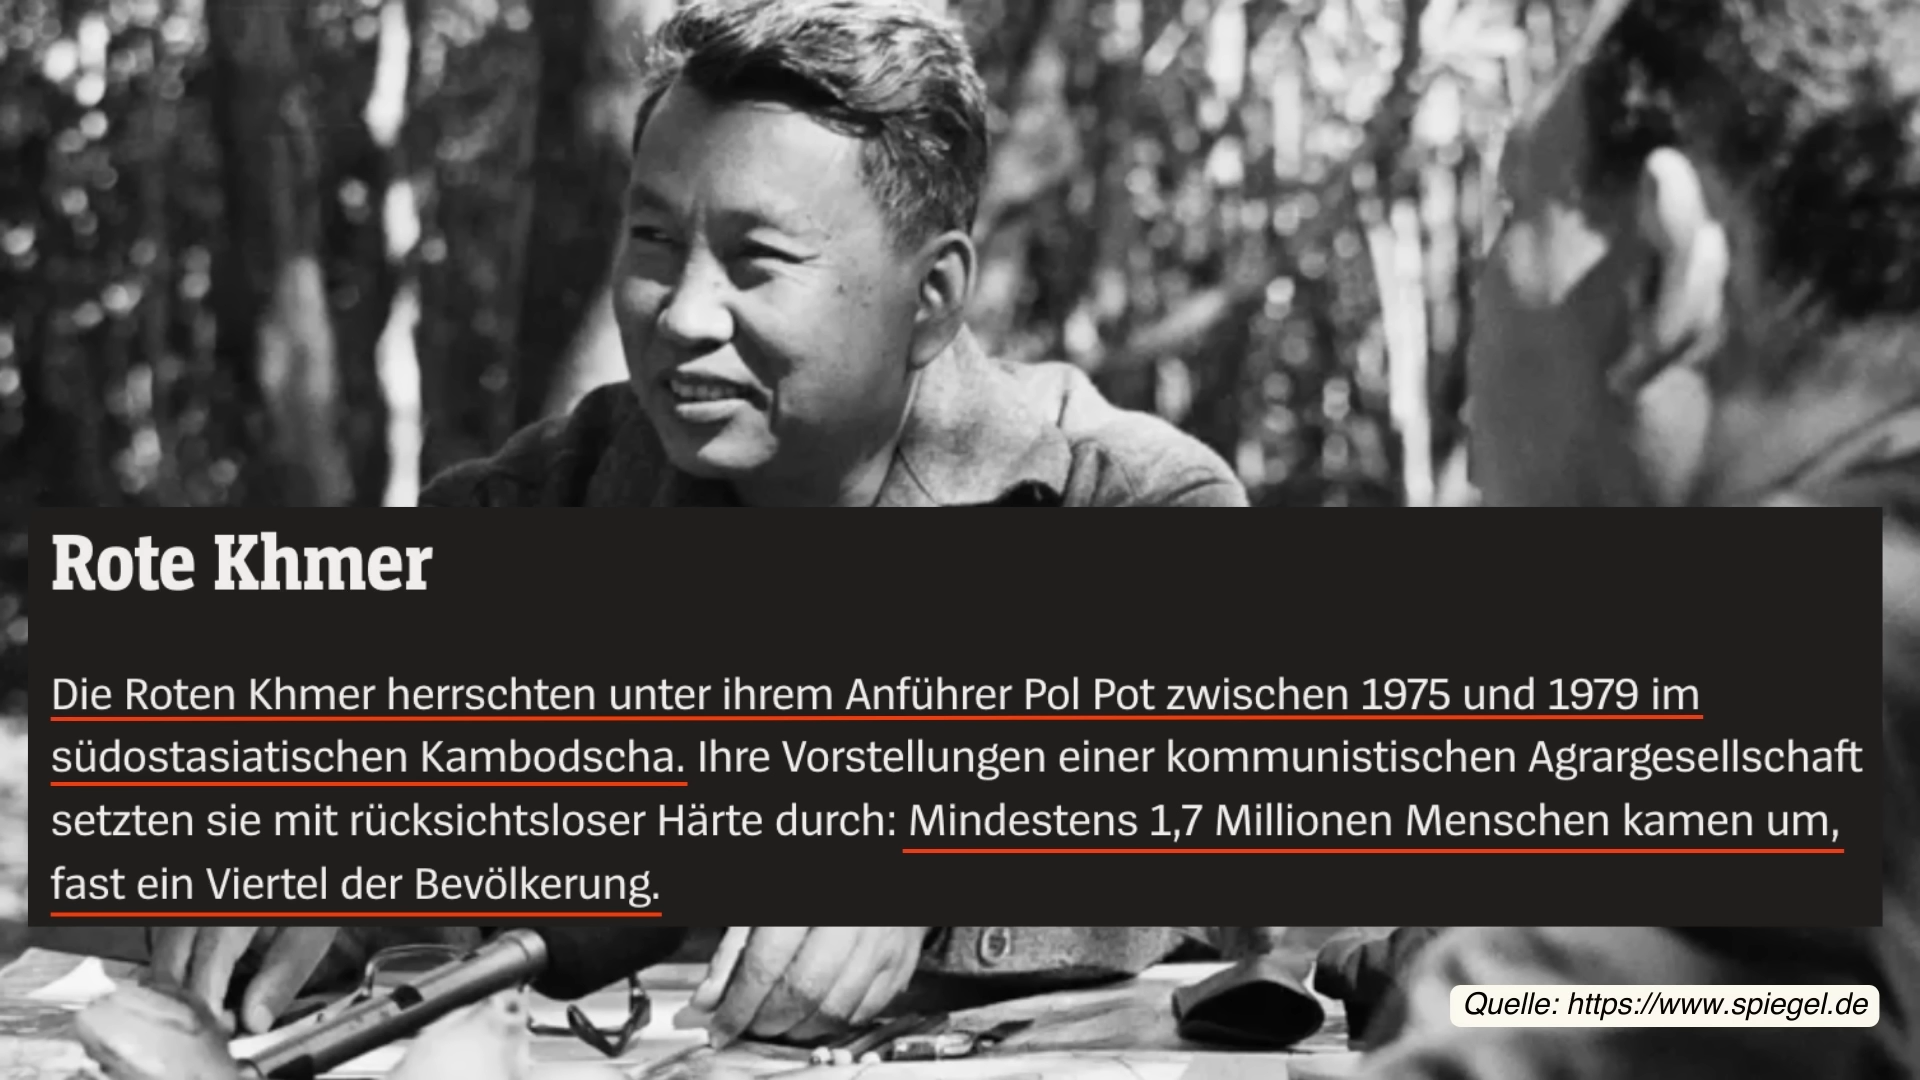 Rote Khmer
Die Roten Khmer herrschten unter ihrem Anführer Pol Pot zwischen 1975 und 1979 im
südostasiatischen Kambodscha. Ihre Vorstellungen einer kommunistischen Agrargesellschaft
setzten sie mit rücksichtsloser Härte durch: Mindestens 1,7 Millionen Menschen kamen um,
fast ein Viertel der Bevölkerung.
Quelle: https://www.spiegel.de